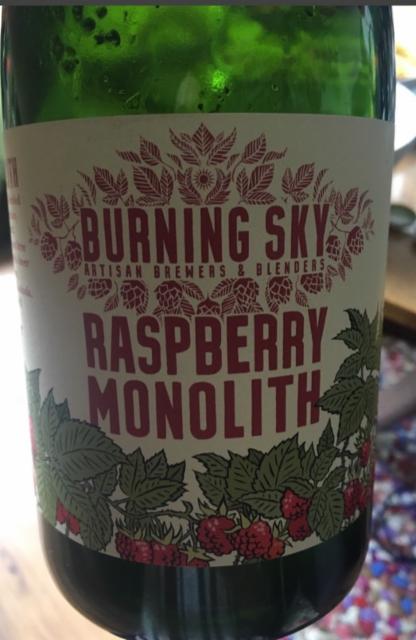 BURNING SKY
ARTISAN BREWERS & BLENDERS
RASPBERRY
MONOLITH